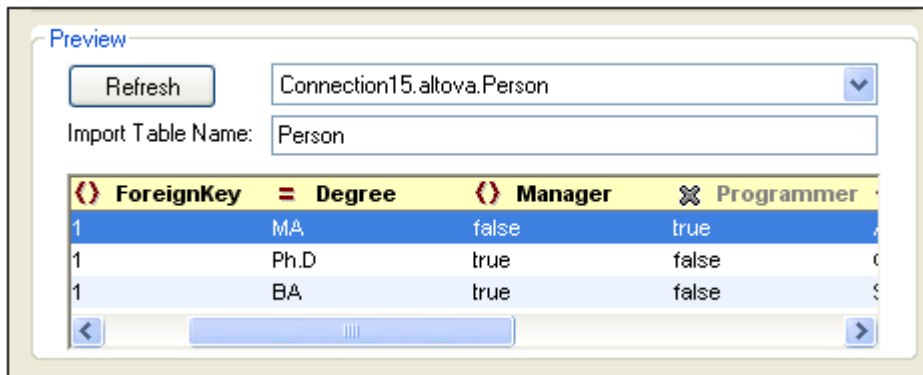 Preview
Refresh Connection15.altova.Person
Import Table Name: Person
ForeignKey = Degree Manager Programmer
1 MA false true
1 Ph.D true false
1 BA true false